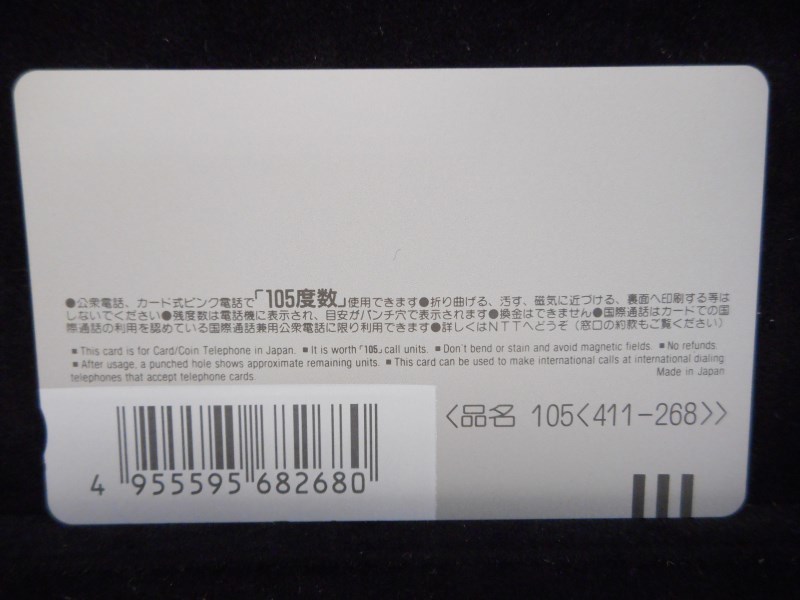 ●公衆電話、カード式ピンク電話で「105度数」使用できます●折り曲げる、汚す、磁気に近づける、裏面へ印刷する等は
しないでください●残度数は電話機に表示され、目安がパンチ穴で表示されます●換金はできません●国際通話はカードでの国
際通話の利用を認めている国際通話兼用公衆電話に限り利用できます●詳しくはNTTへどうぞ（窓口の約款もご覧ください）
■ This card is for Card/Coin Telephone in Japan. ■ It is worth「105」call units. ■ Don't bend or stain and avoid magnetic fields. ■ No refunds.
■ After usage, a punched hole shows approximate remaining units. ■ This card can be used to make international calls at international dialing
telephones that accept telephone cards. Made in Japan
〈品名 105〈411-268〉〉
4 955595 682680